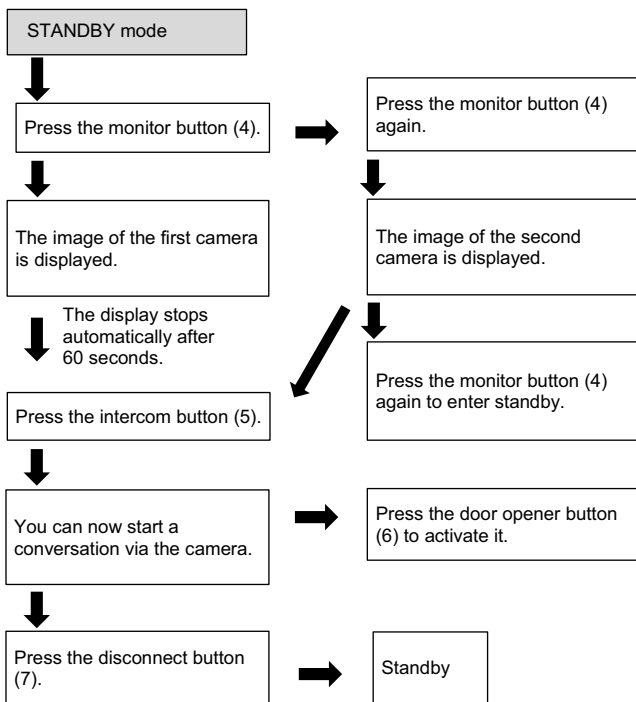 STANDBY mode
Press the monitor button (4).
Press the monitor button (4)
again.
The image of the first camera
is displayed.
The image of the second
camera is displayed.
The display stops
automatically after
60 seconds.
Press the monitor button (4)
again to enter standby.
Press the intercom button (5).
You can now start a
conversation via the camera.
Press the door opener button
(6) to activate it.
Press the disconnect button
(7).
Standby